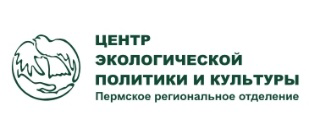 ЦЕНТР
ЭКОЛОГИЧЕСКОЙ
ПОЛИТИКИ И КУЛЬТУРЫ
Пермское региональное отделение